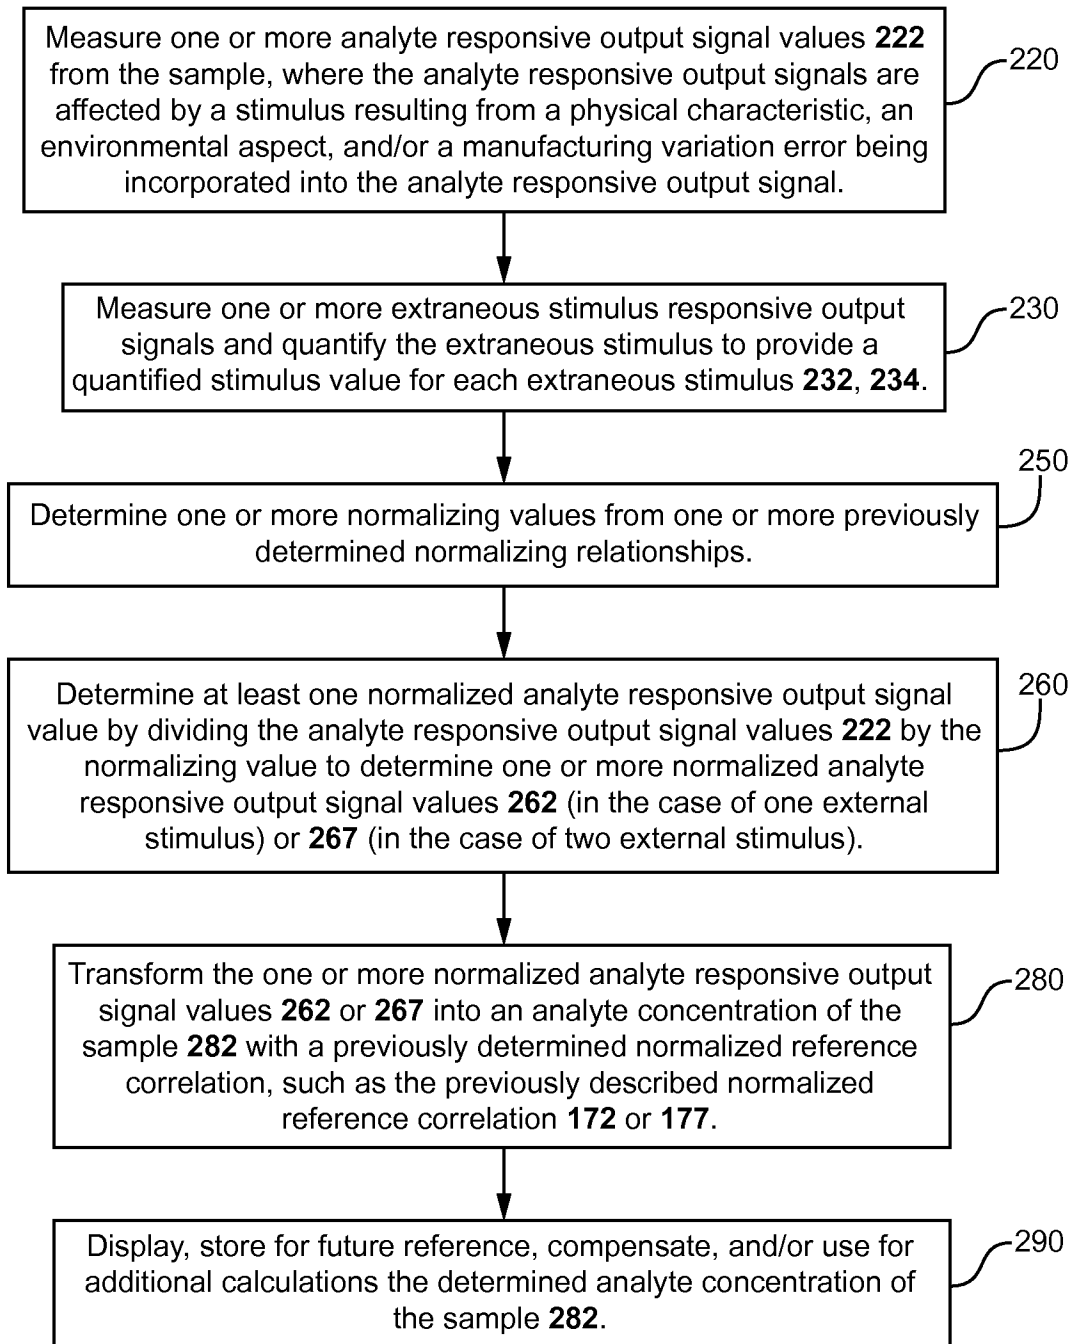 Measure one or more analyte responsive output signal values 222
from the sample, where the analyte responsive output signals are
affected by a stimulus resulting from a physical characteristic, an
environmental aspect, and/or a manufacturing variation error being
incorporated into the analyte responsive output signal.
220
Measure one or more extraneous stimulus responsive output
signals and quantify the extraneous stimulus to provide a
quantified stimulus value for each extraneous stimulus 232, 234.
230
Determine one or more normalizing values from one or more previously
determined normalizing relationships.
250
Determine at least one normalized analyte responsive output signal
value by dividing the analyte responsive output signal values 222 by the
normalizing value to determine one or more normalized analyte
responsive output signal values 262 (in the case of one external
stimulus) or 267 (in the case of two external stimulus).
260
Transform the one or more normalized analyte responsive output
signal values 262 or 267 into an analyte concentration of the
sample 282 with a previously determined normalized reference
correlation, such as the previously described normalized
reference correlation 172 or 177.
280
Display, store for future reference, compensate, and/or use for
additional calculations the determined analyte concentration of
the sample 282.
290